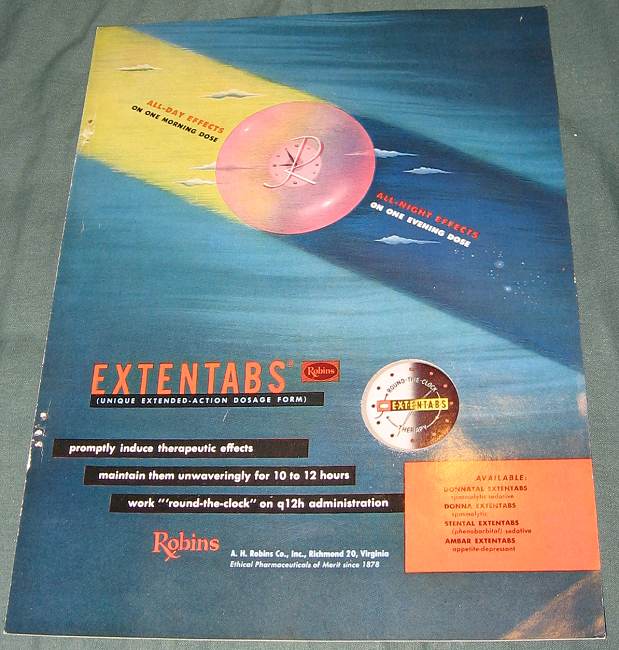 ALL-DAY EFFECTS
ON ONE MORNING DOSE
R
ALL-NIGHT EFFECTS
ON ONE EVENING DOSE
EXTENTABS®
Robins
(UNIQUE EXTENDED-ACTION DOSAGE FORM)
ROUND-THE-CLOCK
EXTENTABS
THERAPY
promptly induce therapeutic effects
maintain them unwaveringly for 10 to 12 hours
work "'round-the-clock" on q12h administration
AVAILABLE:
DONNATAL EXTENTABS
spasmolytic sedative
DONNA EXTENTABS
spasmolytic
STENTAL EXTENTABS
(phenobarbital) sedative
AMBAR EXTENTABS
appetite-depressant
Robins
A. H. Robins Co., Inc., Richmond 20, Virginia
Ethical Pharmaceuticals of Merit since 1878